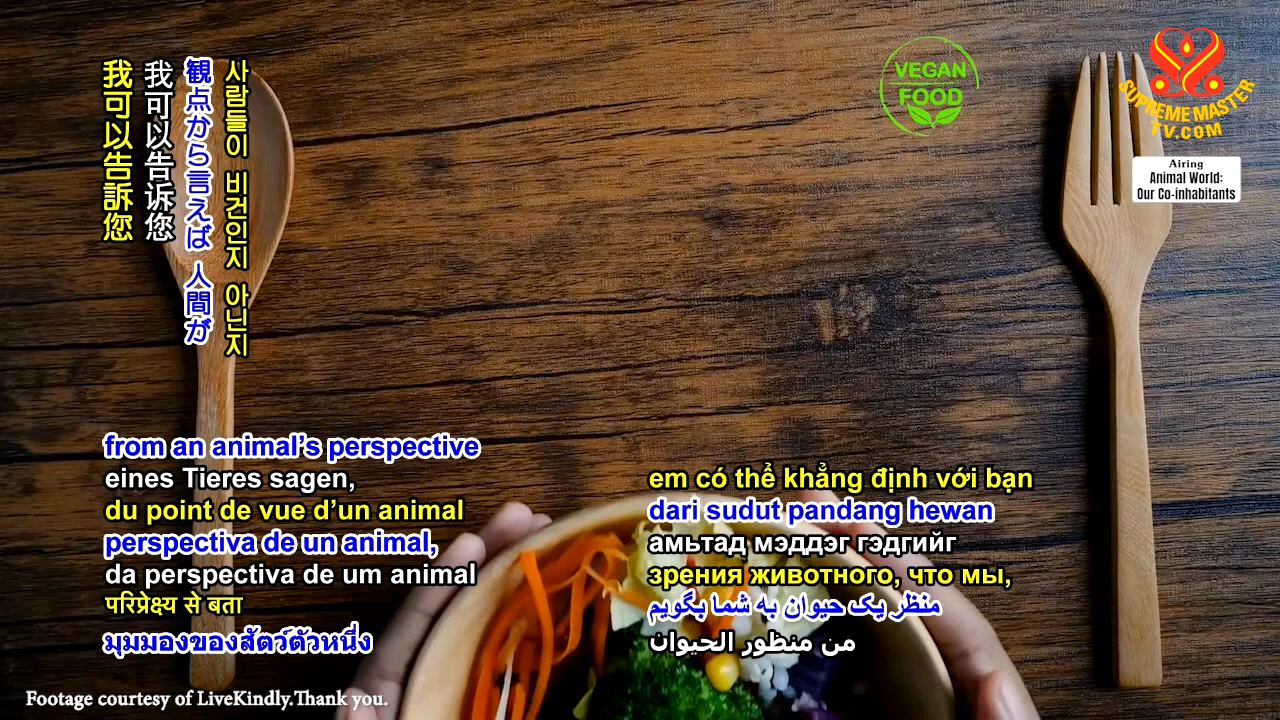 我可以告訴您
我可以告诉您
観点から言えば 人間が
사람들이 비건인지 아닌지
VEGAN
FOOD
SUPREME MASTER
TV.COM
Airing
Animal World:
Our Co-inhabitants
from an animal's perspective
eines Tieres sagen,
du point de vue d'un animal
perspectiva de un animal,
da perspectiva de um animal
परिप्रेक्ष्य से बता
มุมมองของสัตว์ตัวหนึ่ง
em có thể khẳng định với bạn
dari sudut pandang hewan
амьтад мэддэг гэдгийг
зрения животного, что мы,
منظر یک حیوان به شما بگویم
من منظور الحيوان
Footage courtesy of LiveKindly.Thank you.